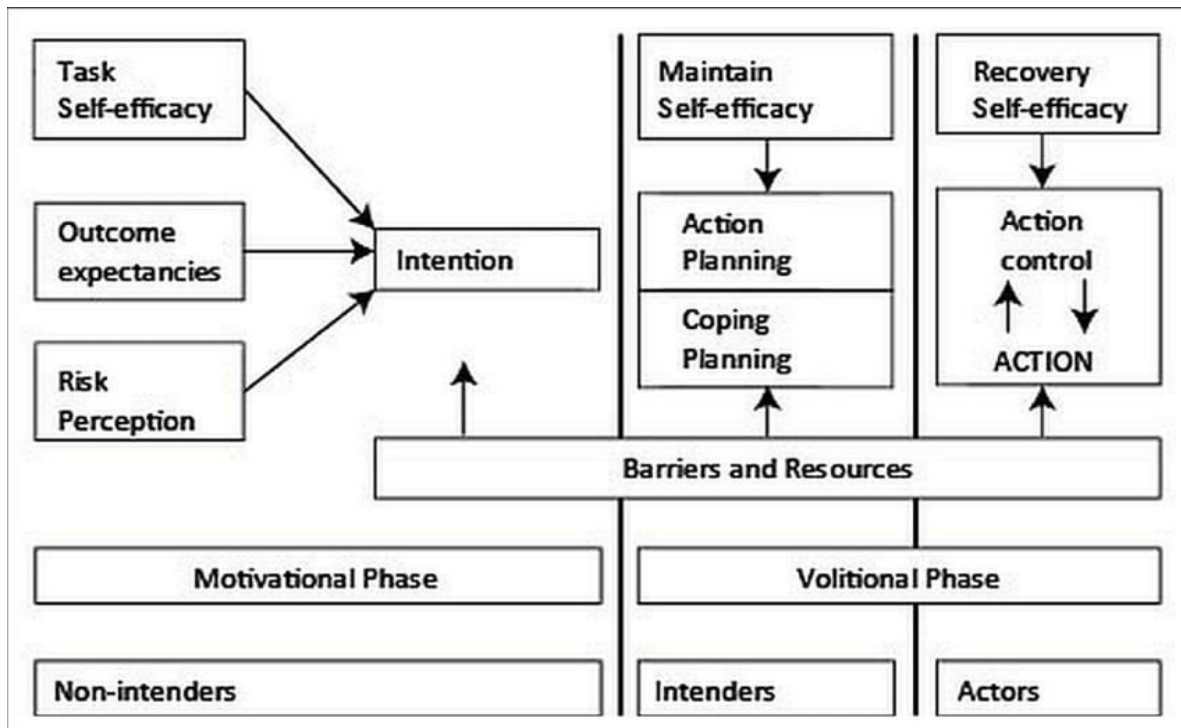 Task
Self-efficacy
Outcome
expectancies
Risk
Perception
Intention
Maintain
Self-efficacy
Action
Planning
Coping
Planning
Recovery
Self-efficacy
Action
control
ACTION
Barriers and Resources
Motivational Phase
Volitional Phase
Non-intenders
Intenders
Actors